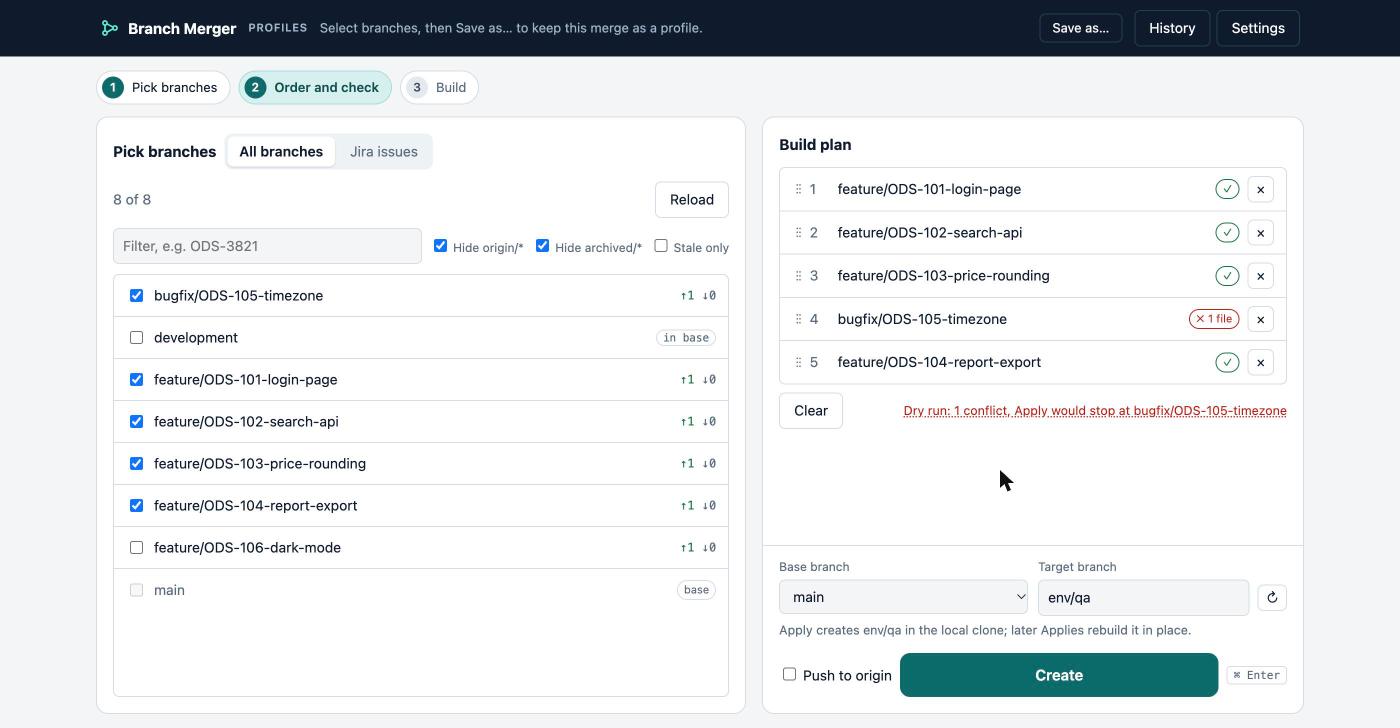 Branch Merger PROFILES Select branches, then Save as... to keep this merge as a profile. Save as... History Settings
1 Pick branches 2 Order and check 3 Build
Pick branches All branches Jira issues
8 of 8 Reload
Filter, e.g. ODS-3821 Hide origin/* Hide archived/* Stale only
bugfix/ODS-105-timezone ↑1 ↓0
development in base
feature/ODS-101-login-page ↑1 ↓0
feature/ODS-102-search-api ↑1 ↓0
feature/ODS-103-price-rounding ↑1 ↓0
feature/ODS-104-report-export ↑1 ↓0
feature/ODS-106-dark-mode ↑1 ↓0
main base
Build plan
1 feature/ODS-101-login-page ✓ ×
2 feature/ODS-102-search-api ✓ ×
3 feature/ODS-103-price-rounding ✓ ×
4 bugfix/ODS-105-timezone × 1 file ×
5 feature/ODS-104-report-export ✓ ×
Clear Dry run: 1 conflict, Apply would stop at bugfix/ODS-105-timezone
Base branch Target branch
main env/qa
Apply creates env/qa in the local clone; later Applies rebuild it in place.
Push to origin Create ⌘ Enter